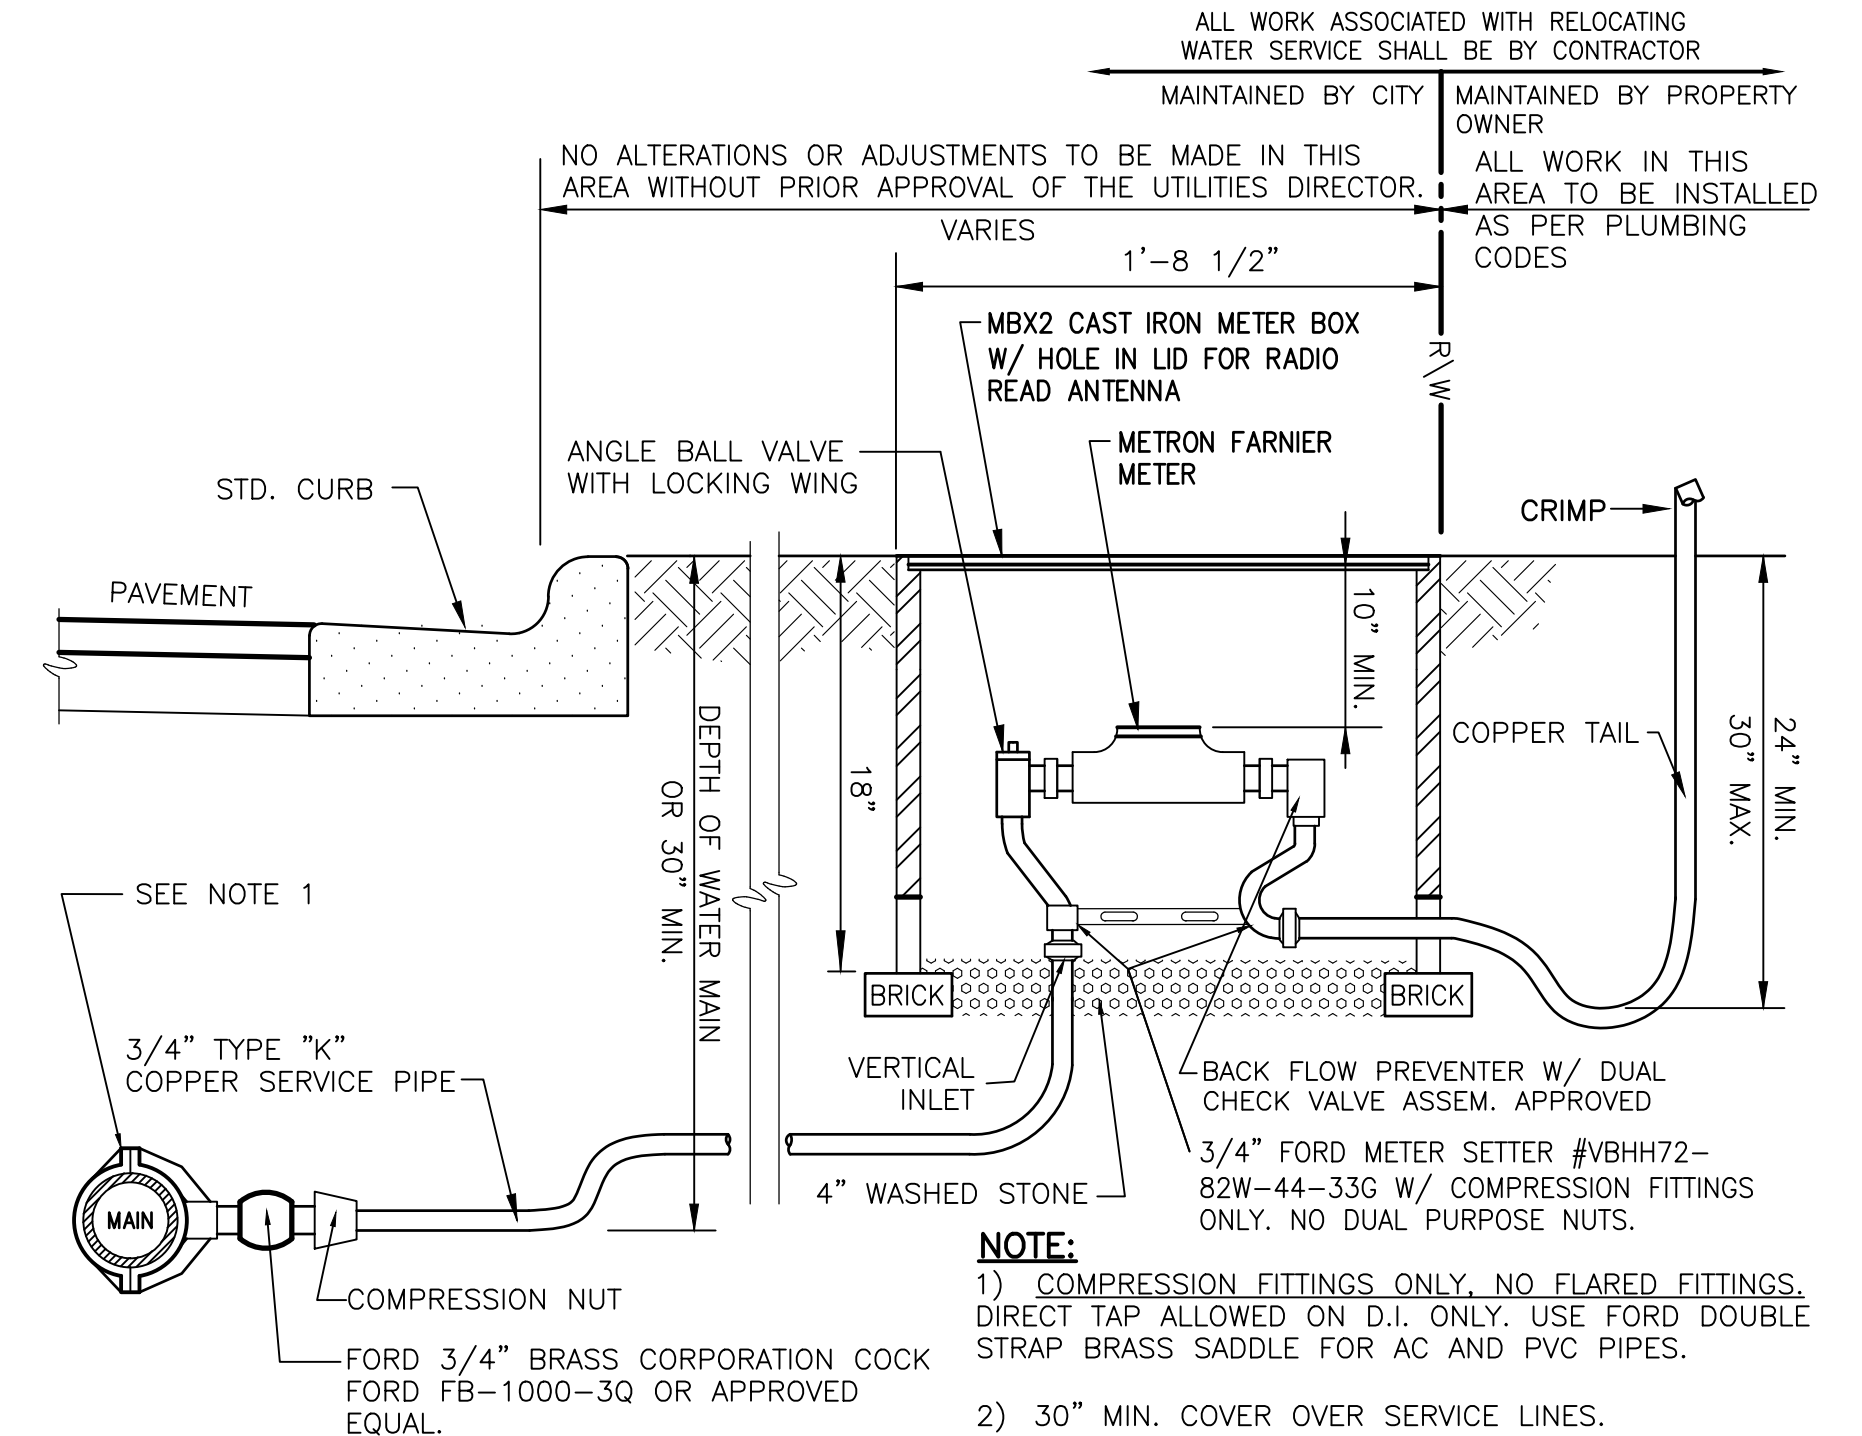 ALL WORK ASSOCIATED WITH RELOCATING
WATER SERVICE SHALL BE BY CONTRACTOR
MAINTAINED BY CITY
MAINTAINED BY PROPERTY
OWNER
NO ALTERATIONS OR ADJUSTMENTS TO BE MADE IN THIS
AREA WITHOUT PRIOR APPROVAL OF THE UTILITIES DIRECTOR.
VARIES
ALL WORK IN THIS
AREA TO BE INSTALLED
AS PER PLUMBING
CODES
1'-8 1/2"
MBX2 CAST IRON METER BOX
W/ HOLE IN LID FOR RADIO
READ ANTENNA
R\W
ANGLE BALL VALVE
WITH LOCKING WING
METRON FARNIER
METER
STD. CURB
CRIMP
PAVEMENT
10" MIN.
DEPTH OF WATER MAIN
OR 30" MIN.
18"
COPPER TAIL
24" MIN.
30" MAX.
SEE NOTE 1
BRICK
BRICK
3/4" TYPE "K"
COPPER SERVICE PIPE
VERTICAL
INLET
BACK FLOW PREVENTER W/ DUAL
CHECK VALVE ASSEM. APPROVED
4" WASHED STONE
3/4" FORD METER SETTER #VBHH72-
82W-44-33G W/ COMPRESSION FITTINGS
ONLY. NO DUAL PURPOSE NUTS.
MAIN
COMPRESSION NUT
FORD 3/4" BRASS CORPORATION COCK
FORD FB-1000-3Q OR APPROVED
EQUAL.
NOTE:
1) COMPRESSION FITTINGS ONLY, NO FLARED FITTINGS.
DIRECT TAP ALLOWED ON D.I. ONLY. USE FORD DOUBLE
STRAP BRASS SADDLE FOR AC AND PVC PIPES.
2) 30" MIN. COVER OVER SERVICE LINES.